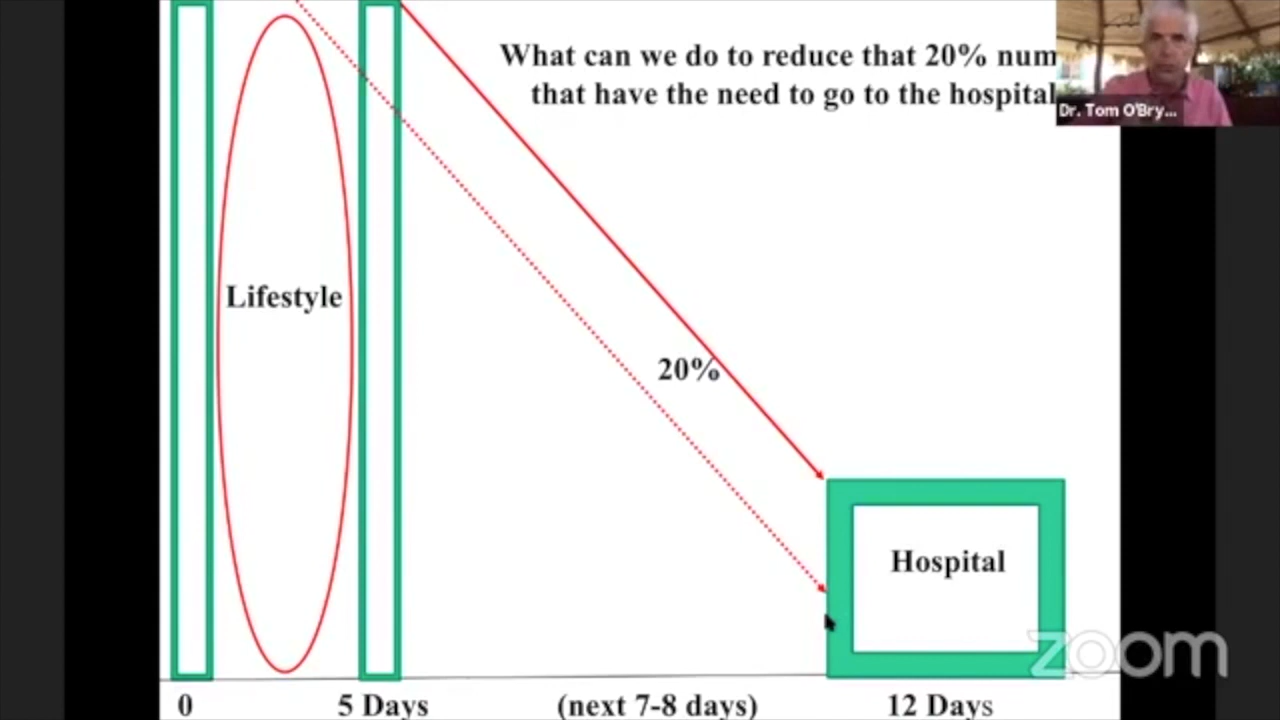 What can we do to reduce that 20% num
that have the need to go to the hospital
Dr. Tom O'Bry...
Lifestyle
20%
Hospital
zoom
0 5 Days (next 7-8 days) 12 Days